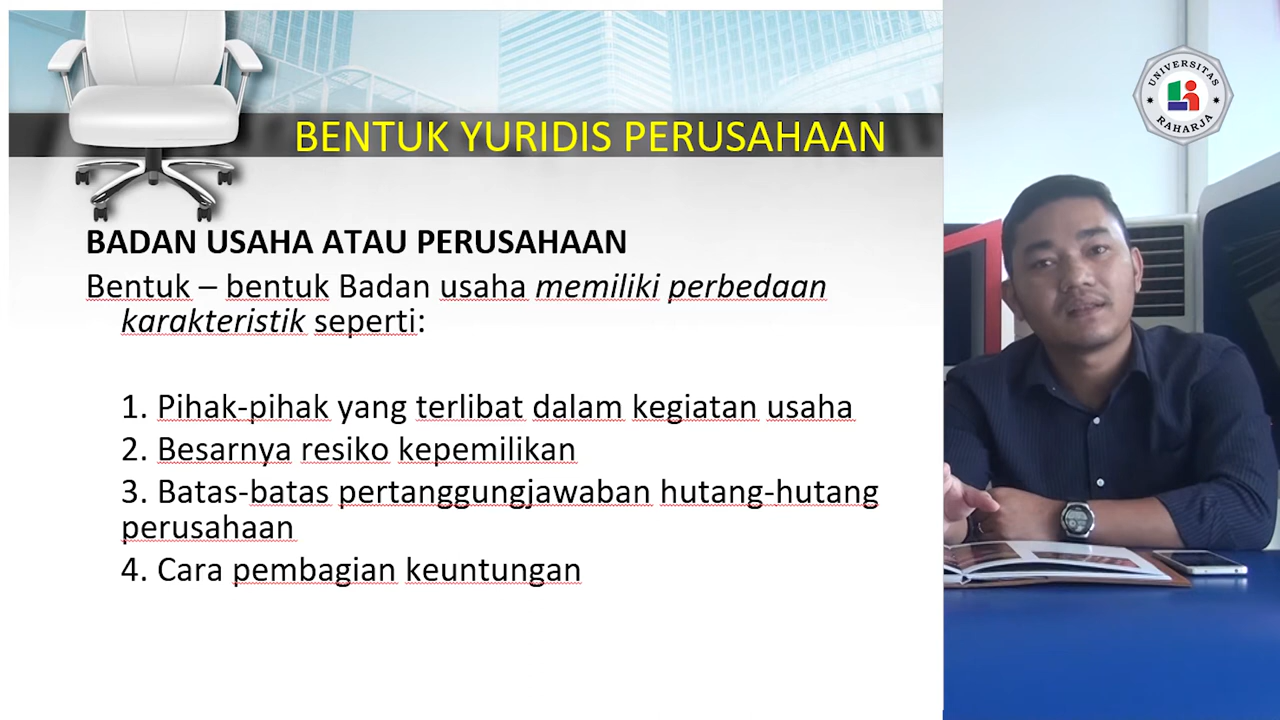 BENTUK YURIDIS PERUSAHAAN
BADAN USAHA ATAU PERUSAHAAN
Bentuk – bentuk Badan usaha memiliki perbedaan
karakteristik seperti:
1. Pihak-pihak yang terlibat dalam kegiatan usaha
2. Besarnya resiko kepemilikan
3. Batas-batas pertanggungjawaban hutang-hutang
perusahaan
4. Cara pembagian keuntungan
UNIVERSITAS
RAHARJA